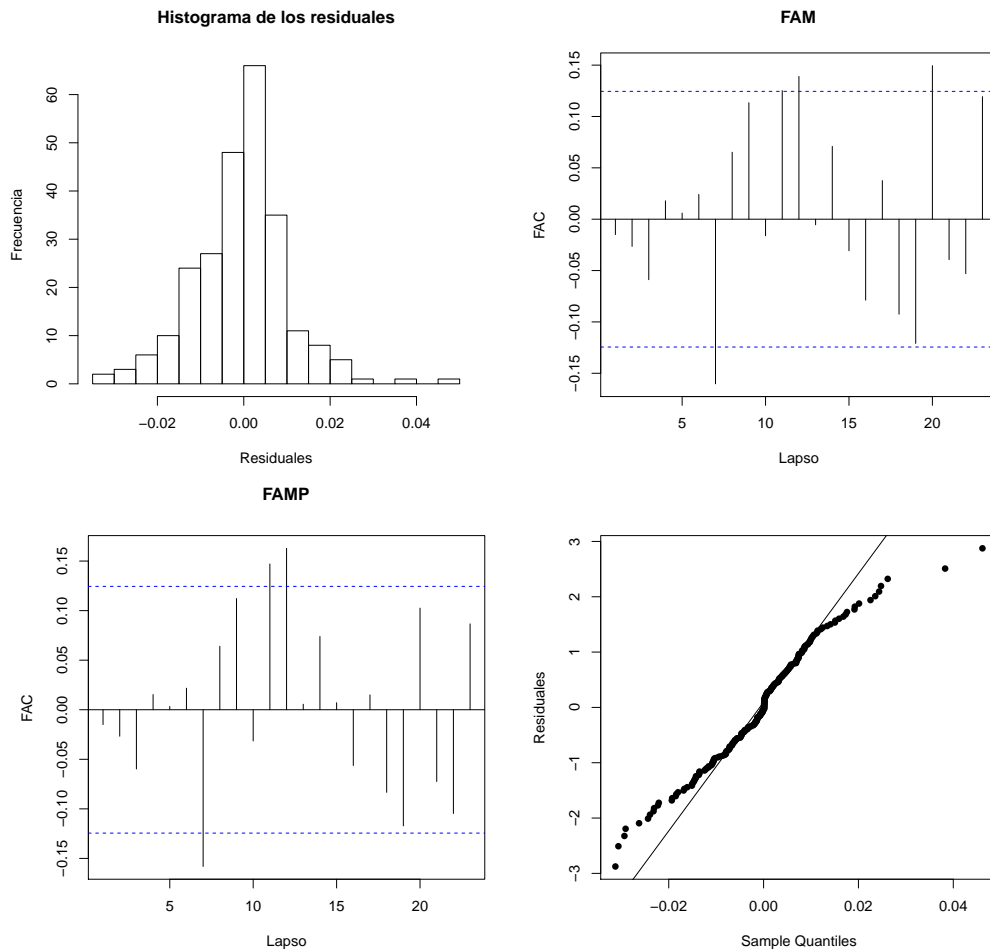 Histograma de los residuales
Frecuencia
0 10 20 30 40 50 60
−0.02 0.00 0.02 0.04
Residuales
FAM
FAC
−0.15 −0.10 −0.05 0.00 0.05 0.10 0.15
5 10 15 20
Lapso
FAMP
FAC
−0.15 −0.10 −0.05 0.00 0.05 0.10 0.15
5 10 15 20
Lapso
Residuales
−3 −2 −1 0 1 2 3
−0.02 0.00 0.02 0.04
Sample Quantiles